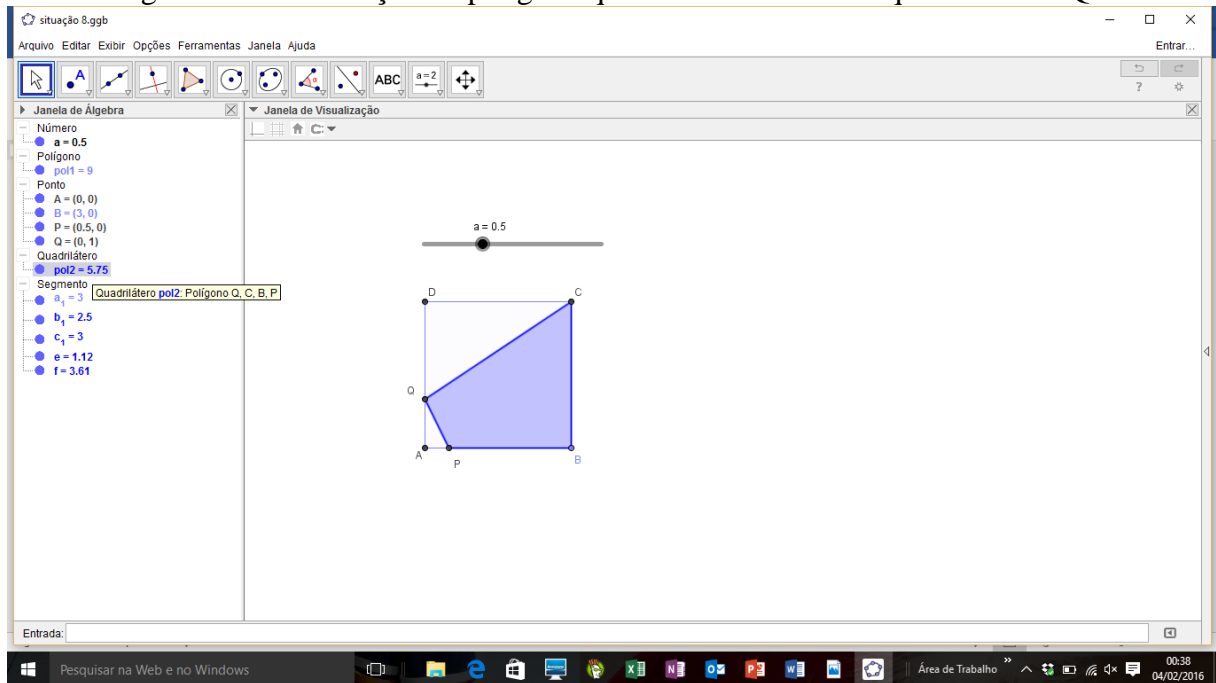 situação 8.ggb
Arquivo Editar Exibir Opções Ferramentas Janela Ajuda
Entrar...
A
α
ABC
a=2
?
Janela de Álgebra
Janela de Visualização
Número
a = 0.5
Polígono
pol1 = 9
Ponto
A = (0, 0)
B = (3, 0)
P = (0.5, 0)
Q = (0, 1)
Quadrilátero
pol2 = 5.75
Segmento
Quadrilátero pol2: Polígono Q, C, B, P
a₁ = 3
b₁ = 2.5
c₁ = 3
e = 1.12
f = 3.61
a = 0.5
D
C
Q
A
P
B
Entrada:
Pesquisar na Web e no Windows
Área de Trabalho
00:38
04/02/2016